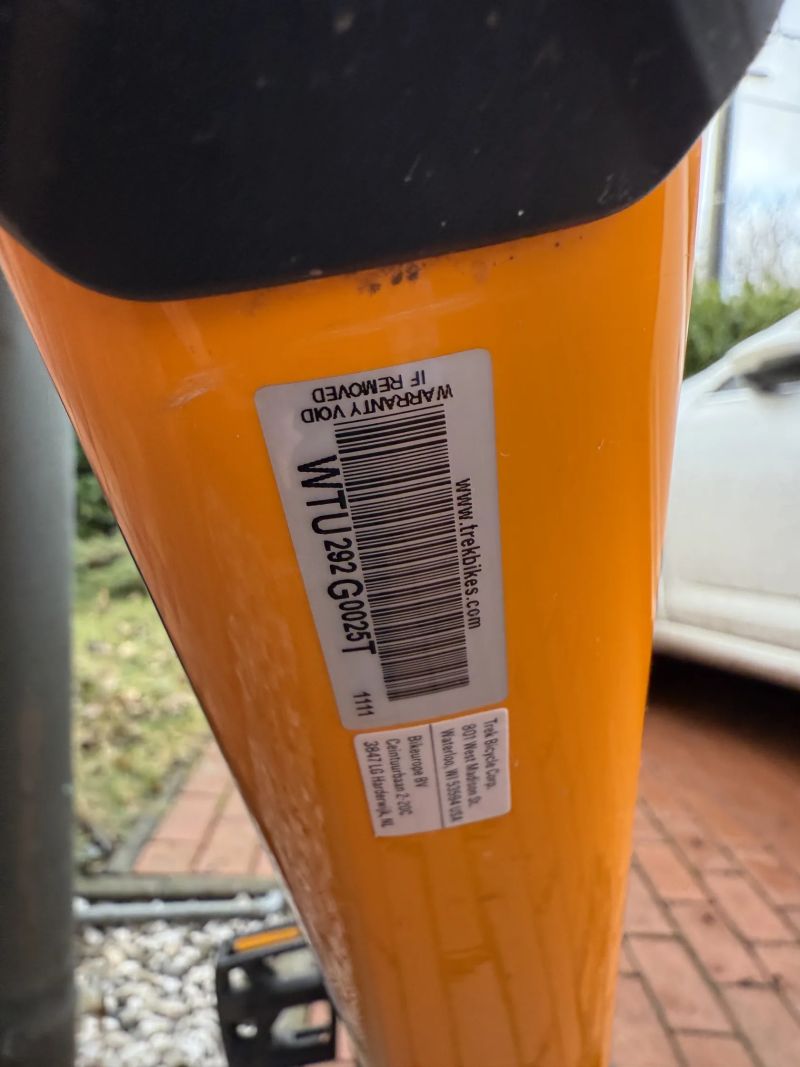 WARRANTY VOID
IF REMOVED
www.trekbikes.com
WTU292G0025T
1111
Trek Bicycle Corp.
801 West Madison St.
Waterloo, WI 53594 USA
Bikeurope BV
Ceintuurbaan 2-20C
3847 LG Harderwijk, NL